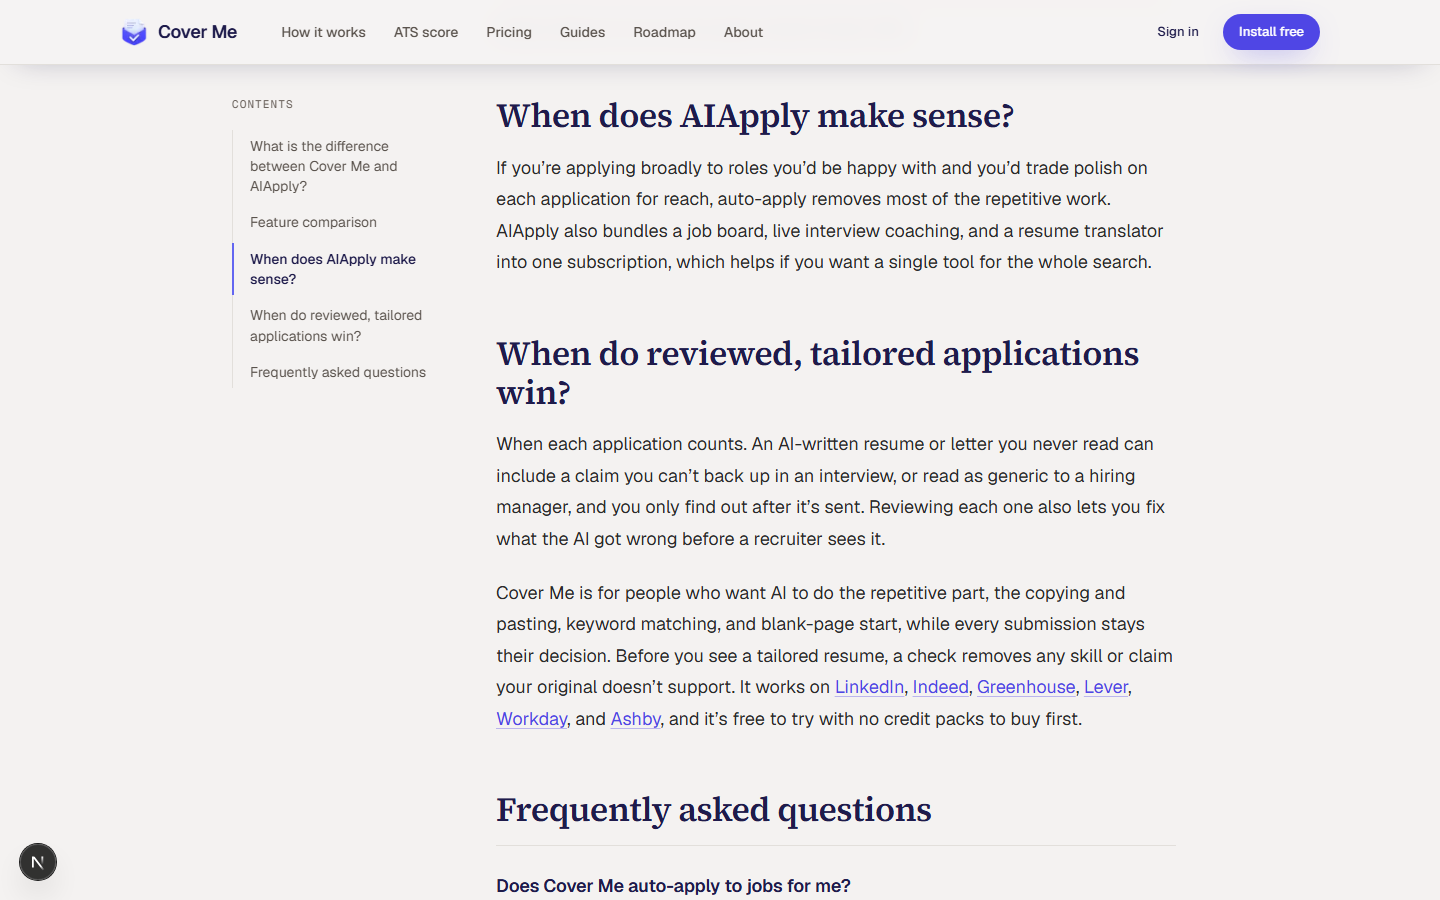 Cover Me
How it works
ATS score
Pricing
Guides
Roadmap
About
Sign in
Install free
CONTENTS
What is the difference
between Cover Me and
AIApply?
Feature comparison
When does AIApply make
sense?
When do reviewed, tailored
applications win?
Frequently asked questions
When does AIApply make sense?
If you’re applying broadly to roles you’d be happy with and you’d trade polish on
each application for reach, auto-apply removes most of the repetitive work.
AIApply also bundles a job board, live interview coaching, and a resume translator
into one subscription, which helps if you want a single tool for the whole search.
When do reviewed, tailored applications
win?
When each application counts. An AI-written resume or letter you never read can
include a claim you can’t back up in an interview, or read as generic to a hiring
manager, and you only find out after it’s sent. Reviewing each one also lets you fix
what the AI got wrong before a recruiter sees it.
Cover Me is for people who want AI to do the repetitive part, the copying and
pasting, keyword matching, and blank-page start, while every submission stays
their decision. Before you see a tailored resume, a check removes any skill or claim
your original doesn’t support. It works on LinkedIn, Indeed, Greenhouse, Lever,
Workday, and Ashby, and it’s free to try with no credit packs to buy first.
Frequently asked questions
Does Cover Me auto-apply to jobs for me?
N